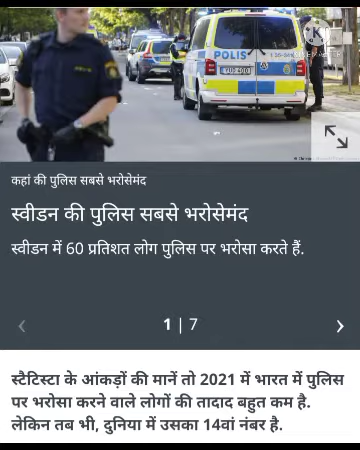 POLIS
कहां की पुलिस सबसे भरोसेमंद
स्वीडन की पुलिस सबसे भरोसेमंद
स्वीडन में 60 प्रतिशत लोग पुलिस पर भरोसा करते हैं.
1 | 7
स्टैटिस्टा के आंकड़ों की मानें तो 2021 में भारत में पुलिस
पर भरोसा करने वाले लोगों की तादाद बहुत कम है.
लेकिन तब भी, दुनिया में उसका 14वां नंबर है.